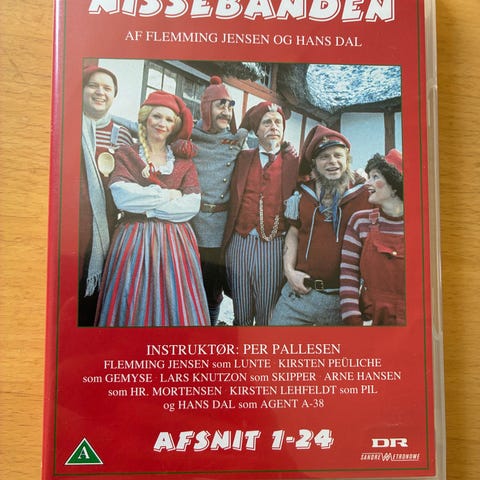 NISSEBANDEN
AF FLEMMING JENSEN OG HANS DAL
INSTRUKTØR: PER PALLESEN
FLEMMING JENSEN som LUNTE · KIRSTEN PEÜLICHE
som GEMYSE · LARS KNUTZON som SKIPPER · ARNE HANSEN
som HR. MORTENSEN · KIRSTEN LEHFELDT som PIL
og HANS DAL som AGENT A-38
A
AFSNIT 1-24
DR
SANDREW METRONOME